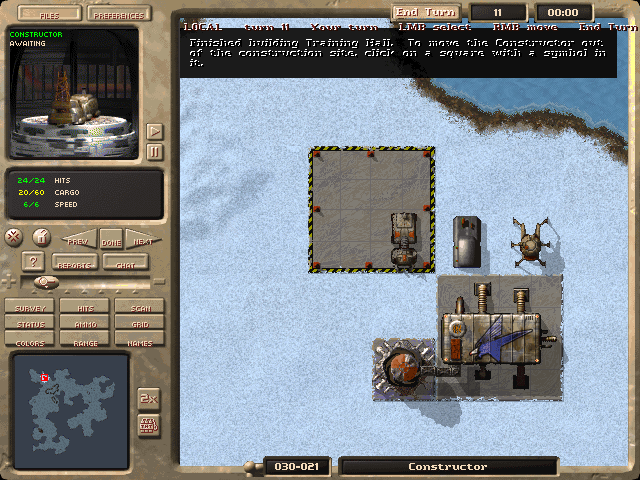 FILES
PREFERENCES
End Turn
11
00:00
LOCAL turn 11 Your turn LMB select RMB move End Turn
Finished building Training Hall. To move the Constructor out
of the construction site, click on a square with a symbol in
it.
CONSTRUCTOR
AWAITING
24/24 HITS
20/60 CARGO
6/6 SPEED
PREV DONE NEXT
? REPORTS CHAT
SURVEY HITS SCAN
STATUS AMMO GRID
COLORS RANGE NAMES
2x
030-021
Constructor